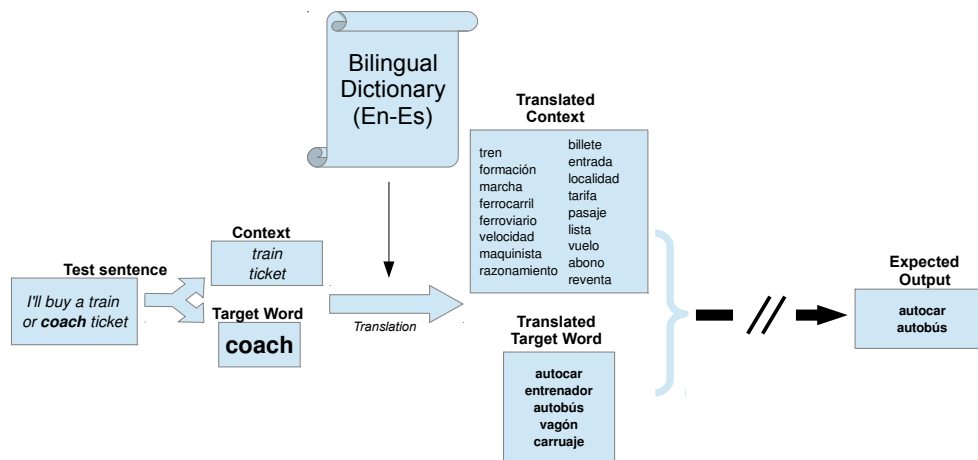 Bilingual
Dictionary
(En-Es)
Test sentence
I'll buy a train
or coach ticket
Context
train
ticket
Target Word
coach
Translation
Translated
Context
tren
formación
marcha
ferrocarril
ferroviario
velocidad
maquinista
razonamiento
billete
entrada
localidad
tarifa
pasaje
lista
vuelo
abono
reventa
Translated
Target Word
autocar
entrenador
autobús
vagón
carruaje
Expected
Output
autocar
autobús